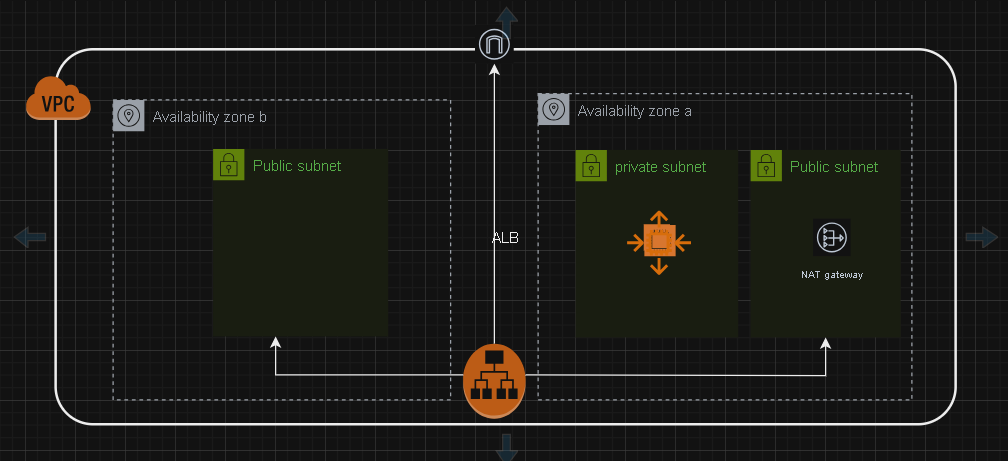 VPC
Availability zone b
Availability zone a
Public subnet
private subnet
Public subnet
ALB
NAT gateway